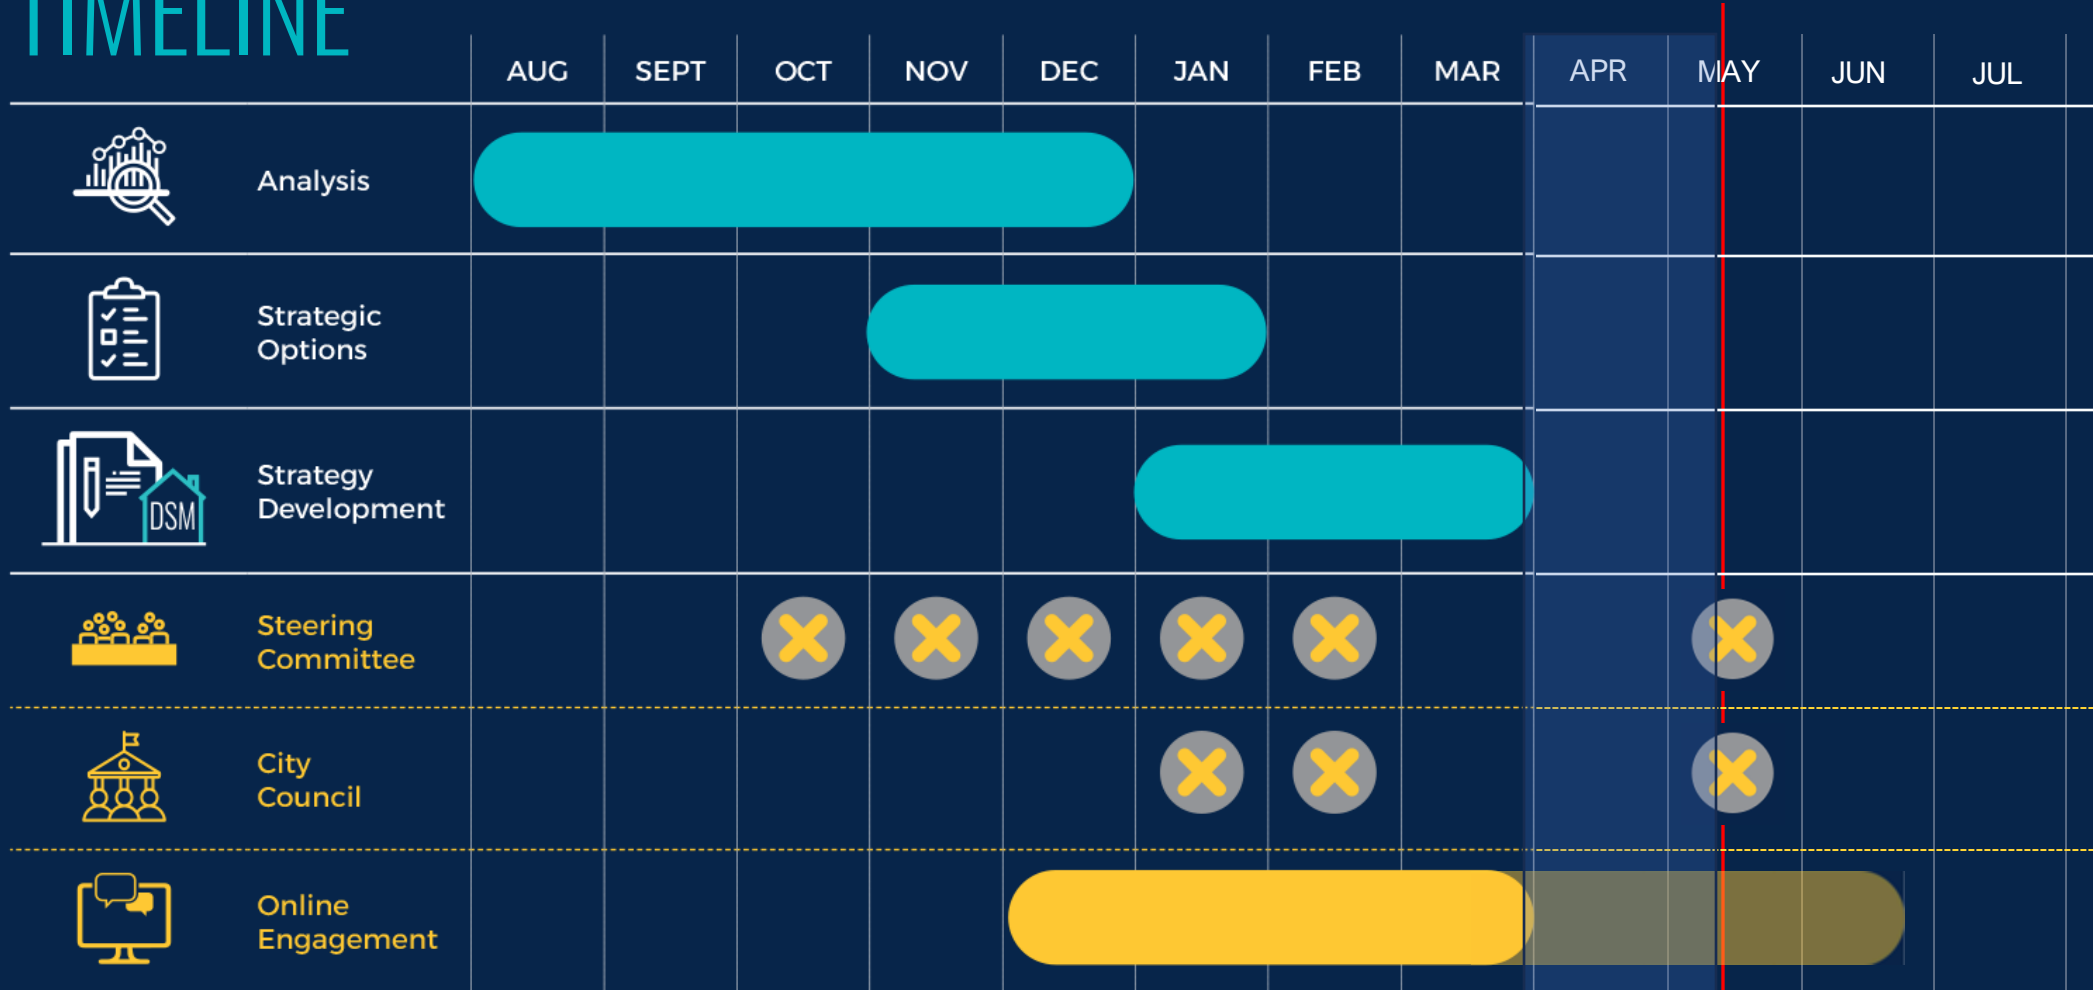 TIMELINE
AUG SEPT OCT NOV DEC JAN FEB MAR APR MAY JUN JUL
Analysis
Strategic
Options
Strategy
Development
DSM
Steering
Committee
City
Council
Online
Engagement